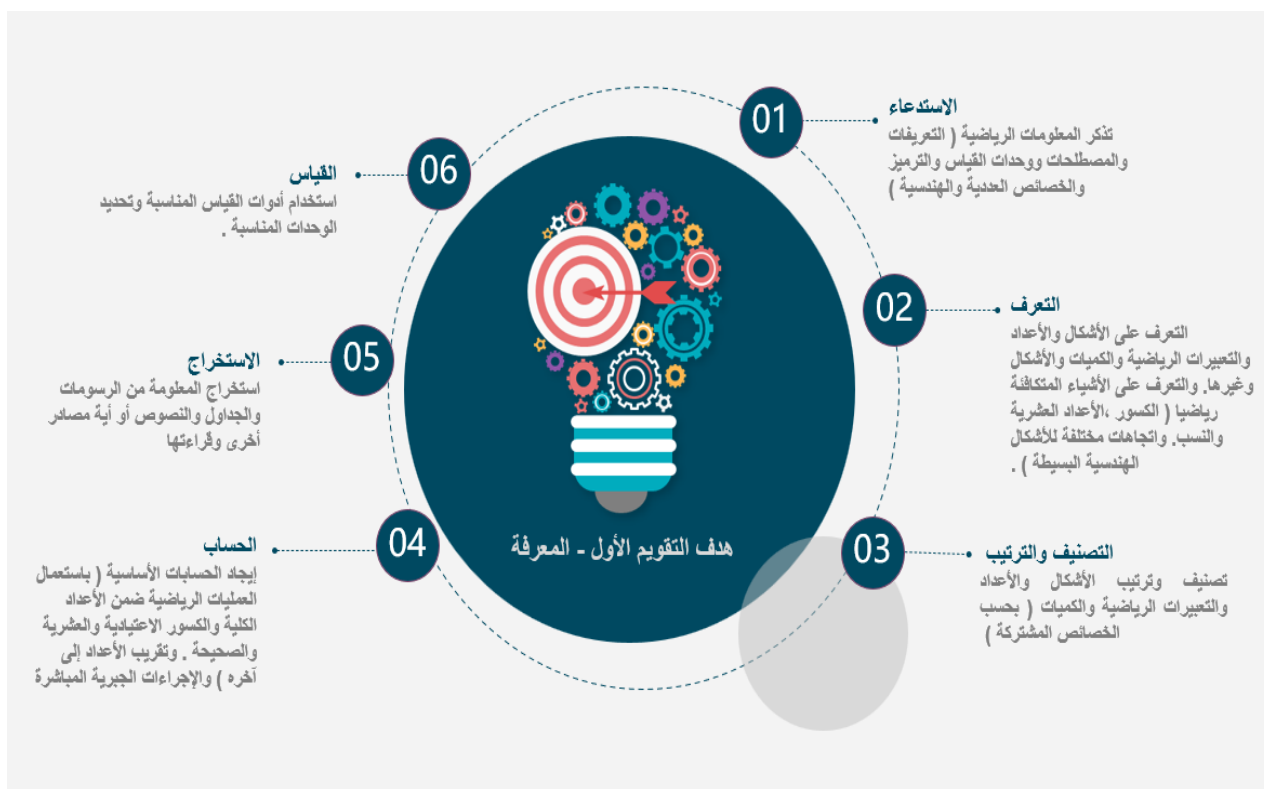 01
الاستدعاء
تذكر المعلومات الرياضية ( التعريفات
والمصطلحات ووحدات القياس والترميز
والخصائص العددية والهندسية )
02
التعرف
التعرف على الأشكال والأعداد
والتعبيرات الرياضية والكميات والأشكال
وغيرها. والتعرف على الأشياء المتكافئة
رياضيا ( الكسور ،الأعداد العشرية
والنسب. واتجاهات مختلفة للأشكال
الهندسية البسيطة ) .
03
التصنيف والترتيب
تصنيف وترتيب الأشكال والأعداد
والتعبيرات الرياضية والكميات ( بحسب
الخصائص المشتركة )
04
الحساب
إيجاد الحسابات الأساسية ( باستعمال
العمليات الرياضية ضمن الأعداد
الكلية والكسور الاعتيادية والعشرية
والصحيحة . وتقريب الأعداد إلى
آخره ) والإجراءات الجبرية المباشرة
05
الاستخراج
استخراج المعلومة من الرسومات
والجداول والنصوص أو أية مصادر
أخرى وقراءتها
06
القياس
استخدام أدوات القياس المناسبة وتحديد
الوحدات المناسبة .
هدف التقويم الأول - المعرفة